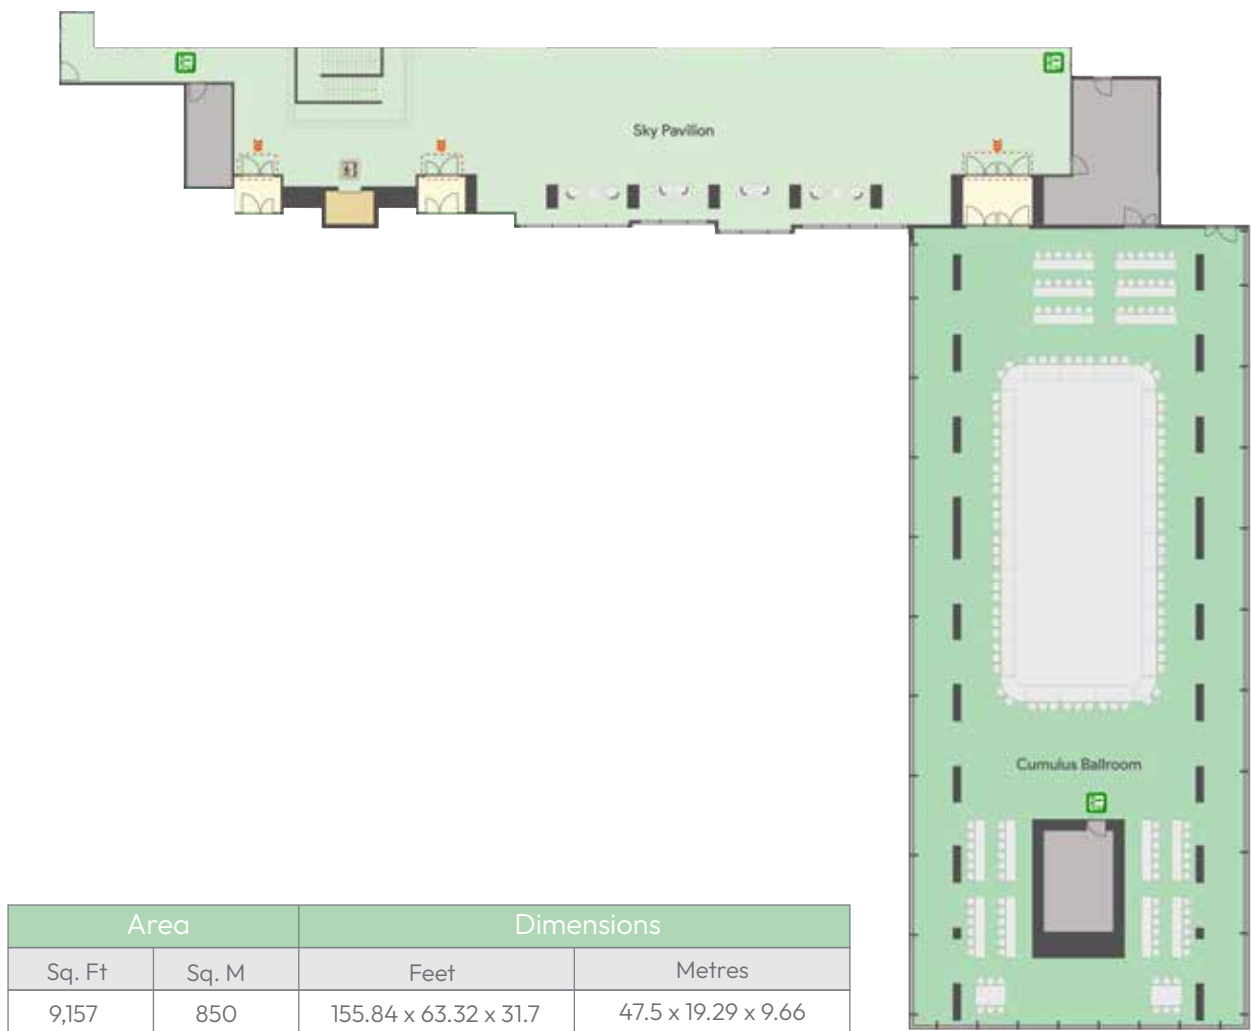 Sky Pavilion
Cumulus Ballroom
Area Dimensions
Sq. Ft Sq. M Feet Metres
9,157 850 155.84 x 63.32 x 31.7 47.5 x 19.29 x 9.66